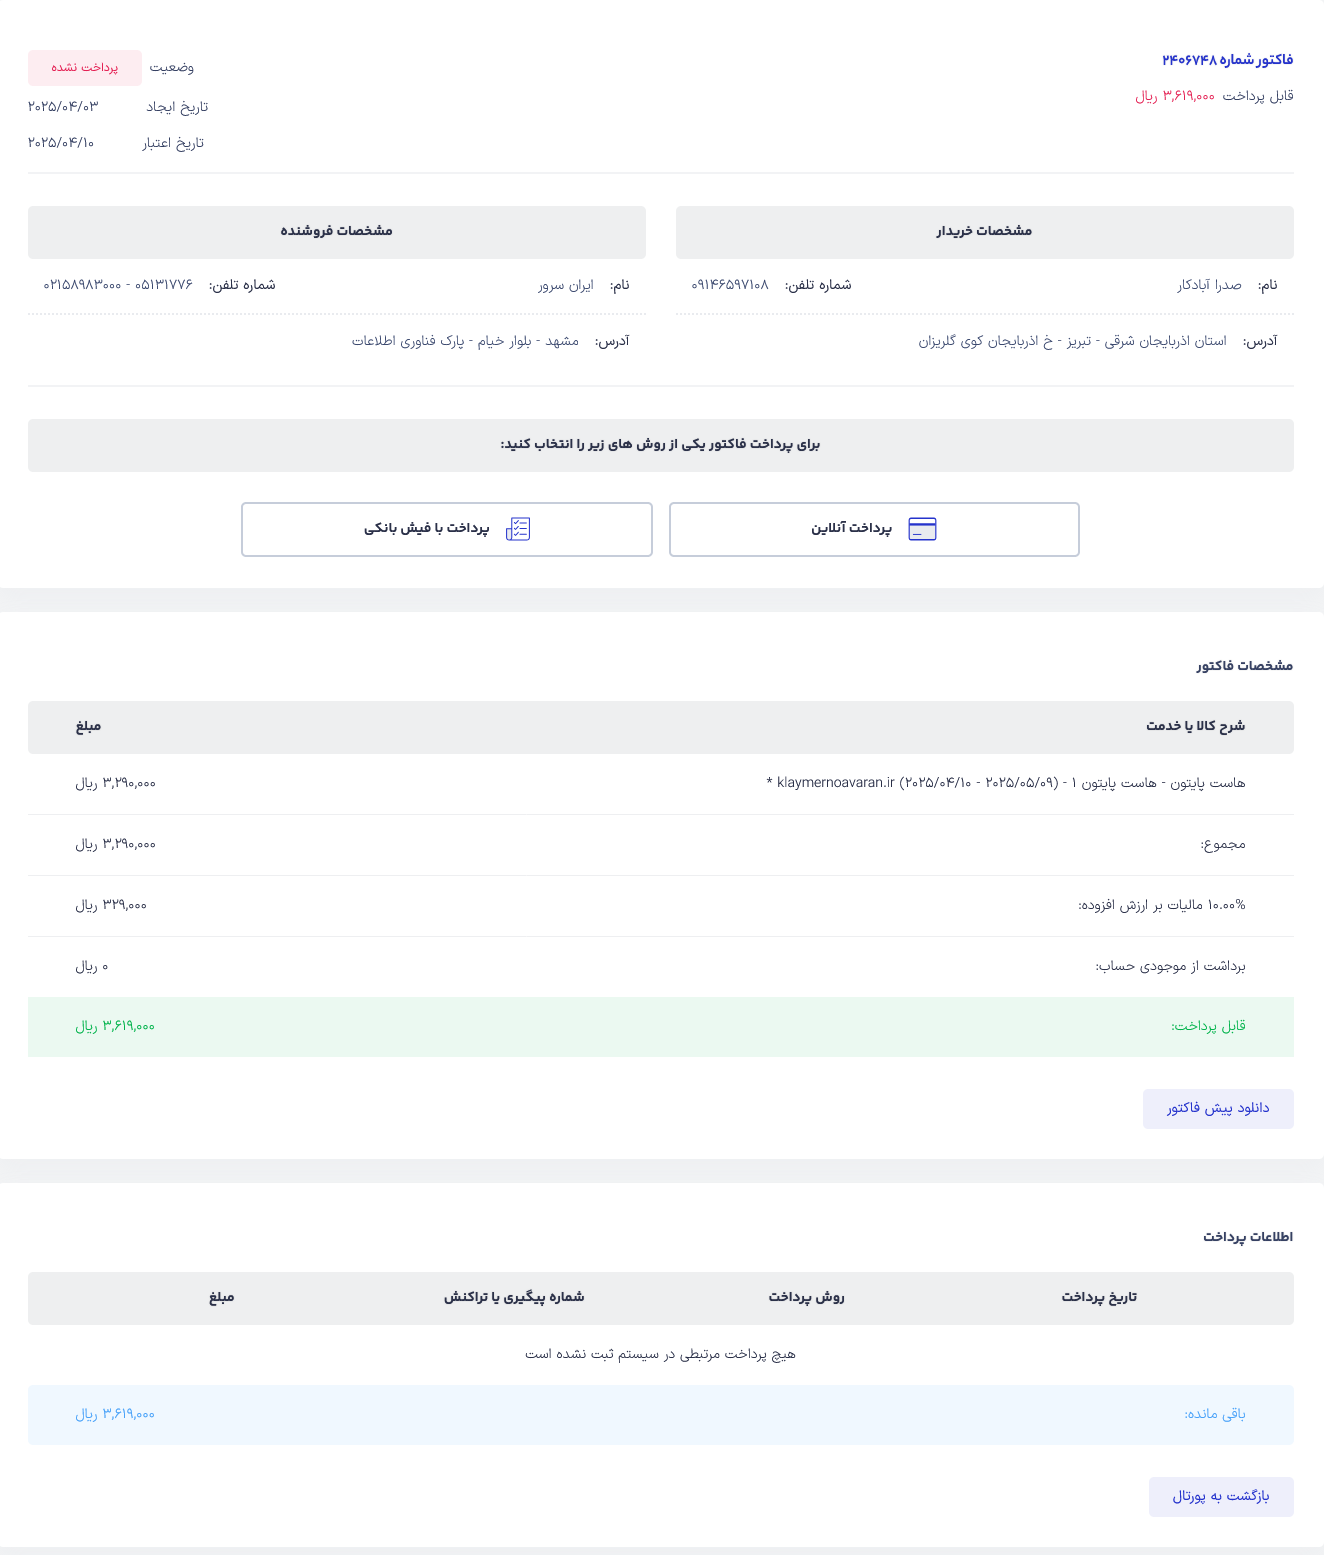 فاکتور شماره ۲۴۰۶۷۴۸
قابل پرداخت ۳,۶۱۹,۰۰۰ ریال
وضعیت پرداخت نشده
تاریخ ایجاد ۲۰۲۵/۰۴/۰۳
تاریخ اعتبار ۲۰۲۵/۰۴/۱۰
مشخصات خریدار
نام: صدرا آبادکار شماره تلفن: ۰۹۱۴۶۵۹۷۱۰۸
آدرس: استان اذربایجان شرقی - تبریز - خ اذربایجان کوی گلریزان
مشخصات فروشنده
نام: ایران سرور شماره تلفن: ۰۵۱۳۱۷۷۶ - ۰۲۱۵۸۹۸۳۰۰۰
آدرس: مشهد - بلوار خیام - پارک فناوری اطلاعات
برای پرداخت فاکتور یکی از روش های زیر را انتخاب کنید:
پرداخت آنلاین
پرداخت با فیش بانکی
مشخصات فاکتور
شرح کالا یا خدمت مبلغ
هاست پایتون - هاست پایتون ۱ - klaymernoavaran.ir (۲۰۲۵/۰۴/۱۰ - ۲۰۲۵/۰۵/۰۹) * ۳,۲۹۰,۰۰۰ ریال
مجموع: ۳,۲۹۰,۰۰۰ ریال
۱۰.۰۰% مالیات بر ارزش افزوده: ۳۲۹,۰۰۰ ریال
برداشت از موجودی حساب: ۰ ریال
قابل پرداخت: ۳,۶۱۹,۰۰۰ ریال
دانلود پیش فاکتور
اطلاعات پرداخت
تاریخ پرداخت روش پرداخت شماره پیگیری یا تراکنش مبلغ
هیچ پرداخت مرتبطی در سیستم ثبت نشده است
باقی مانده: ۳,۶۱۹,۰۰۰ ریال
بازگشت به پورتال